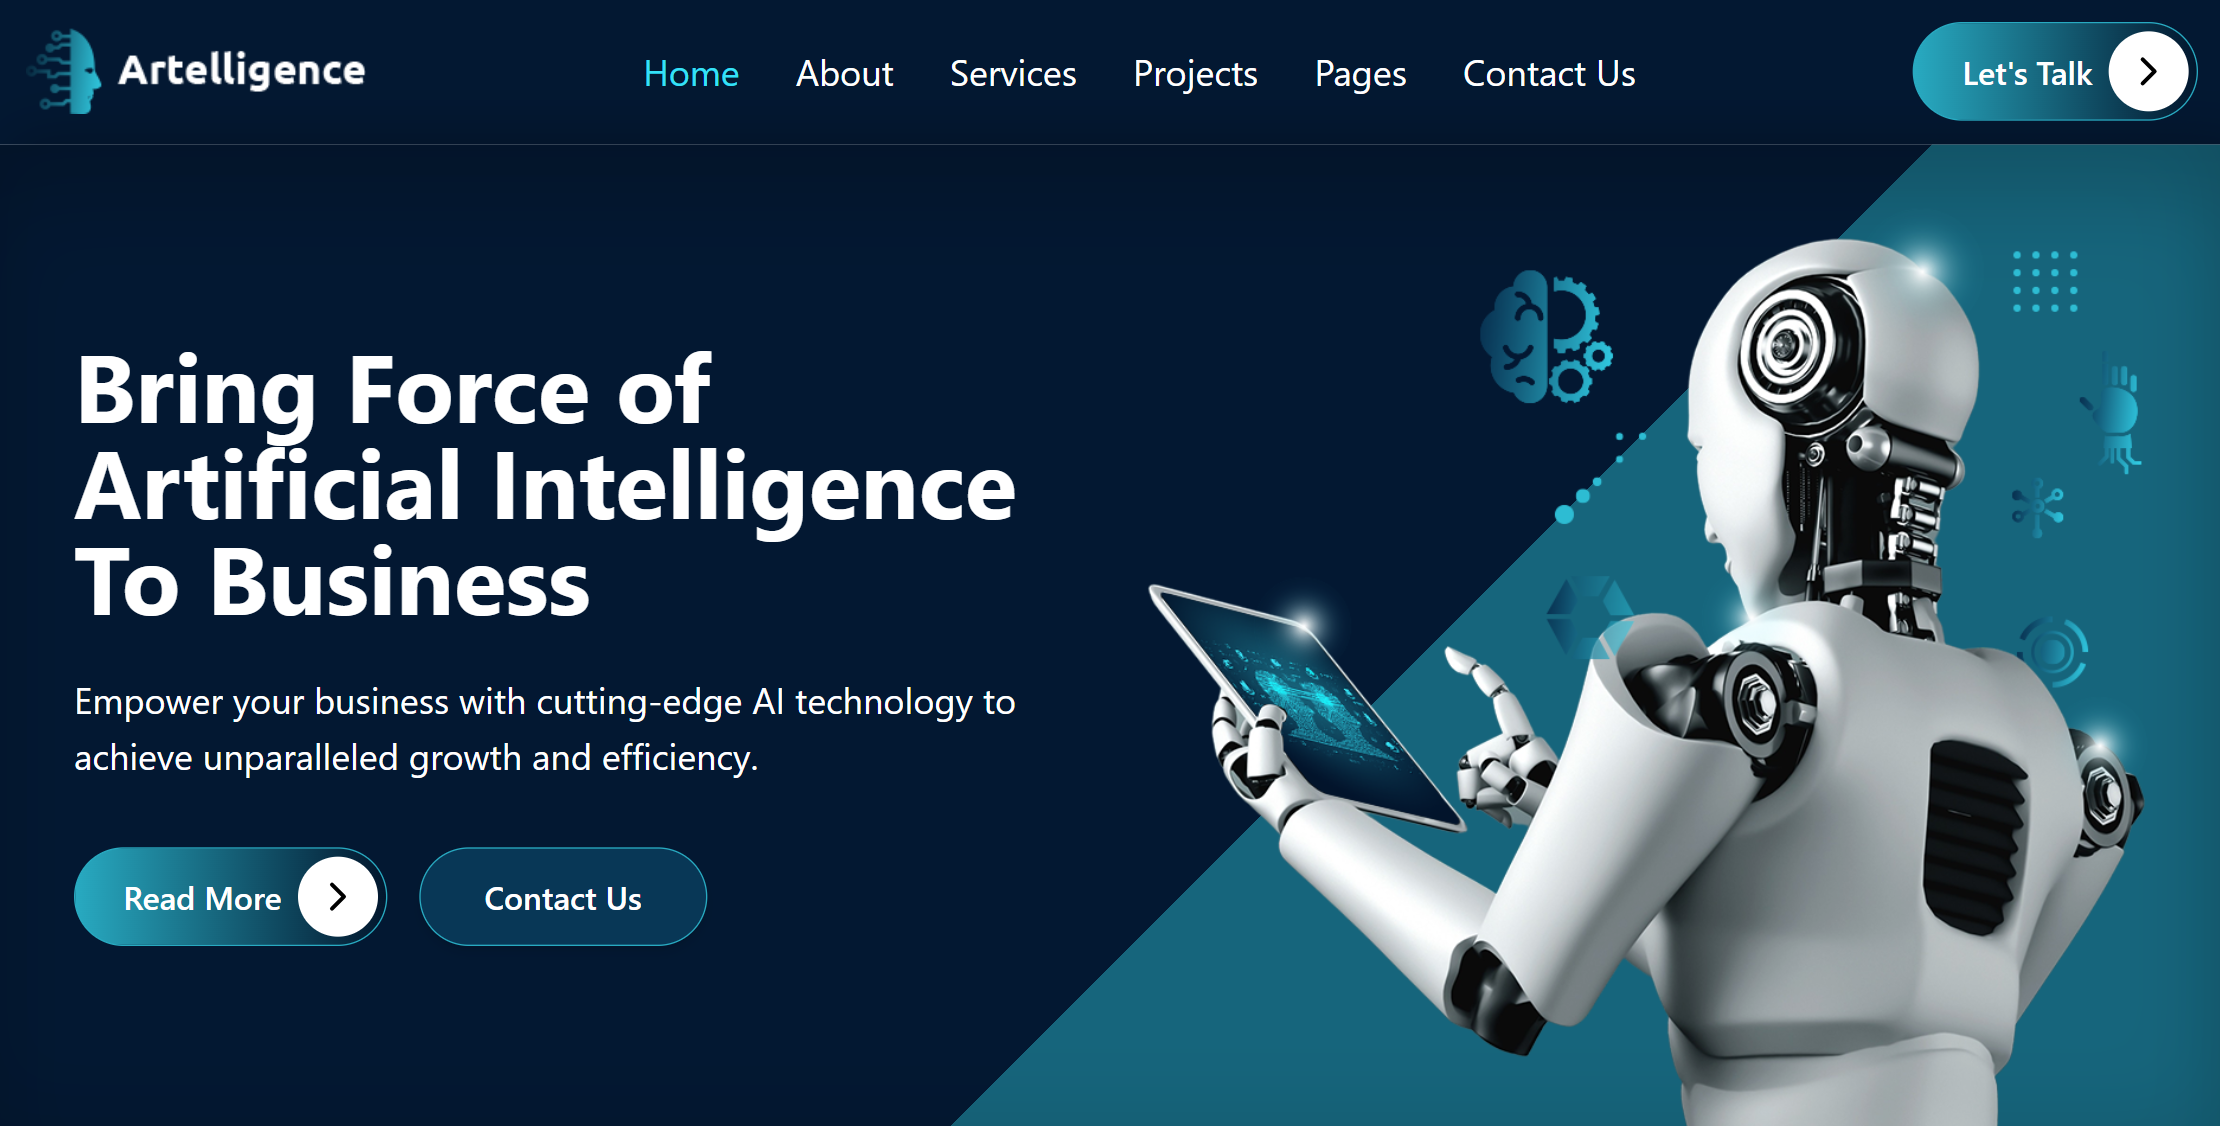 Artelligence
Home
About
Services
Projects
Pages
Contact Us
Let's Talk
Bring Force of
Artificial Intelligence
To Business
Empower your business with cutting-edge AI technology to
achieve unparalleled growth and efficiency.
Read More
Contact Us